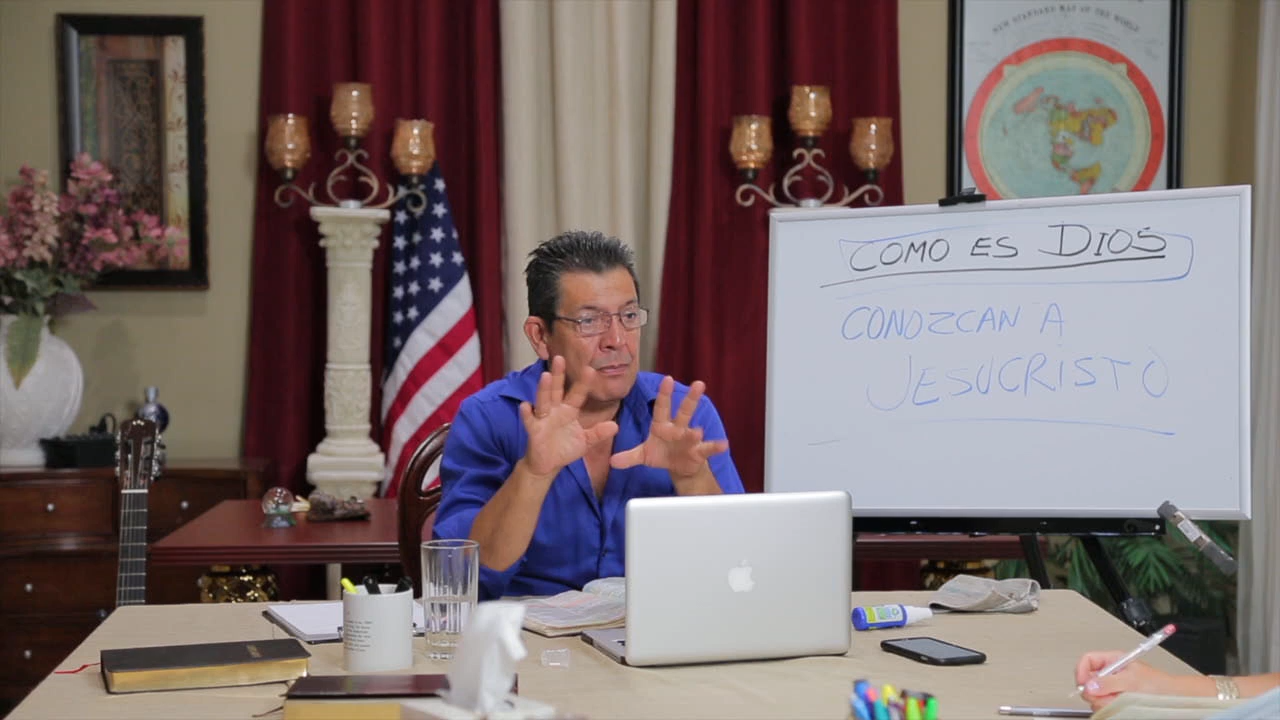 NEW STANDARD MAP OF THE WORLD
COMO ES DIOS
CONOZCAN A
JESUCRISTO